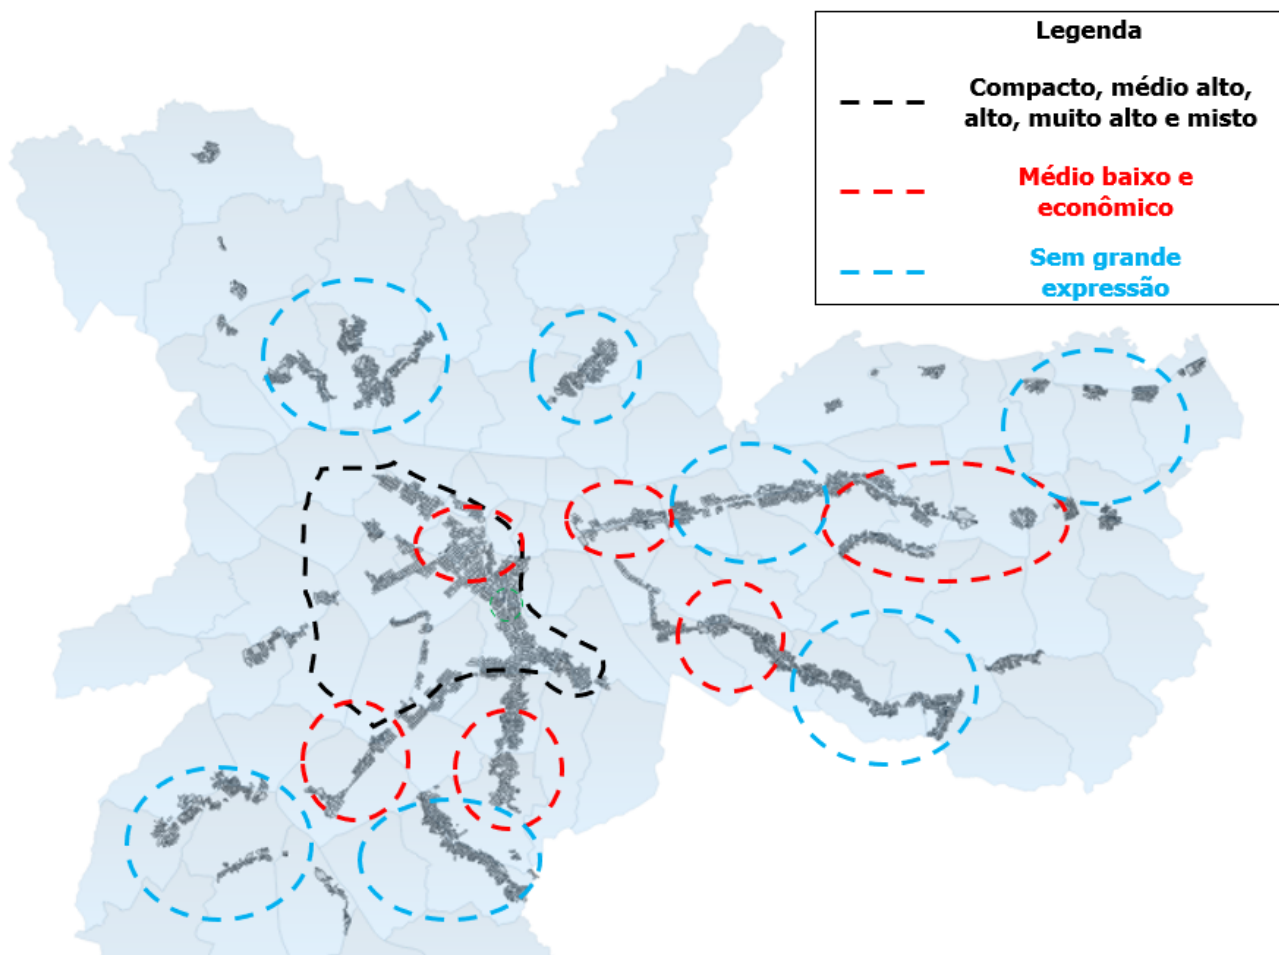 Legenda
Compacto, médio alto,
alto, muito alto e misto
Médio baixo e
econômico
Sem grande
expressão